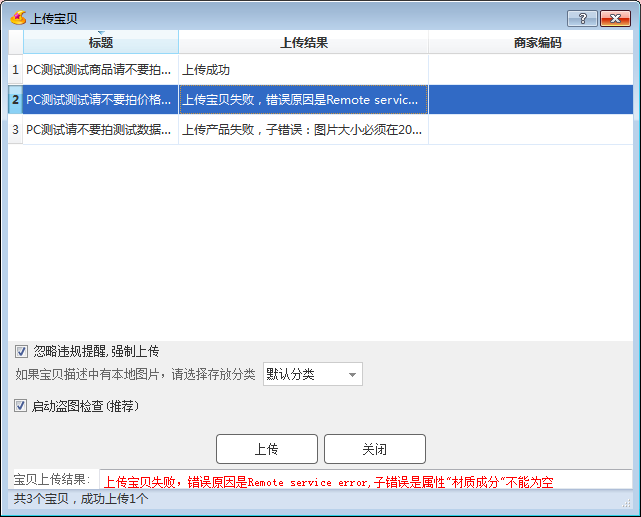 上传宝贝
标题 上传结果 商家编码
1 PC测试测试商品请不要拍... 上传成功
2 PC测试测试请不要拍价格... 上传宝贝失败，错误原因是Remote servic...
3 PC测试请不要拍测试数据... 上传产品失败，子错误：图片大小必须在20...
忽略违规提醒,强制上传
如果宝贝描述中有本地图片，请选择存放分类 默认分类
启动盗图检查(推荐)
上传 关闭
宝贝上传结果: 上传宝贝失败，错误原因是Remote service error,子错误是属性"材质成分"不能为空
共3个宝贝，成功上传1个